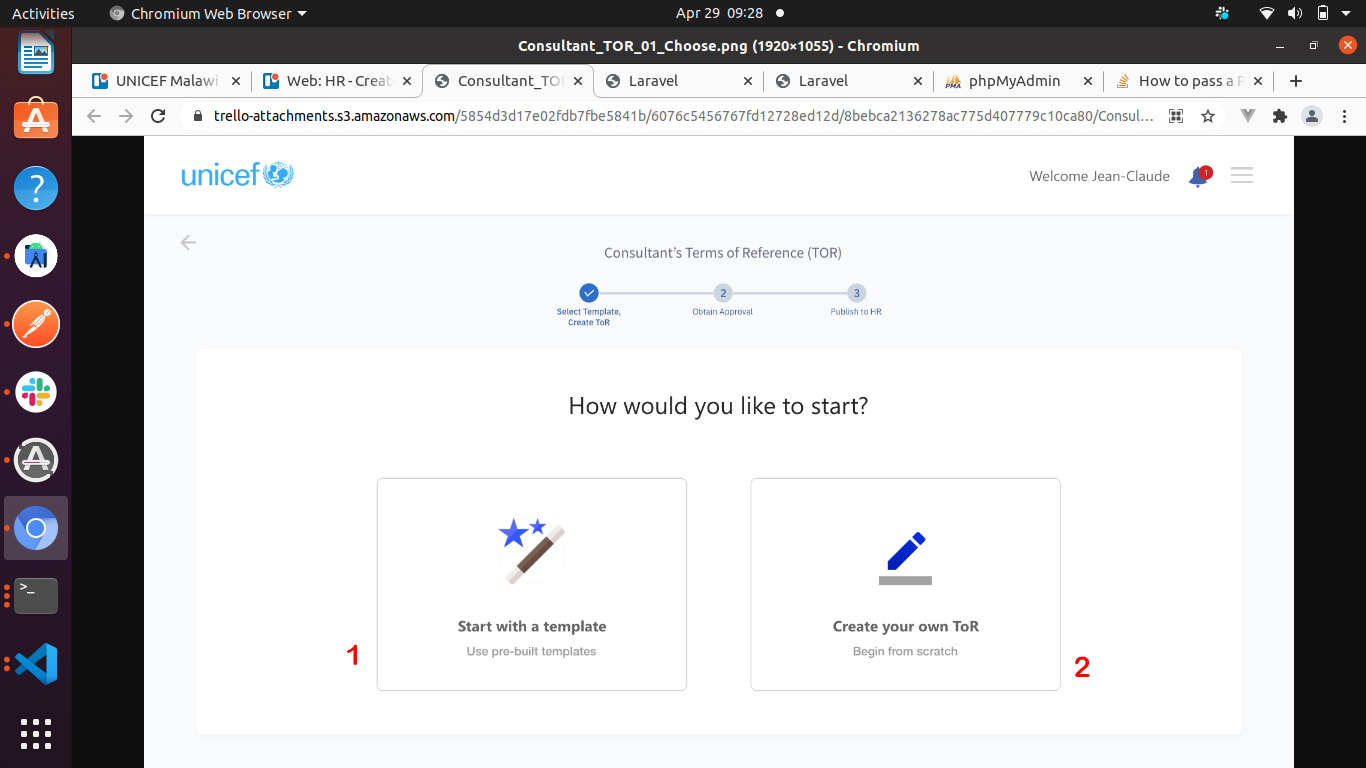 Activities
Chromium Web Browser
Apr 29 09:28
Consultant_TOR_01_Choose.png (1920×1055) - Chromium
UNICEF Malawi
Web: HR - Creat
Consultant_TO
Laravel
Laravel
PMA
phpMyAdmin
How to pass a P
trello-attachments.s3.amazonaws.com/5854d3d17e02fdb7fbe5841b/6076c5456767fd12728ed12d/8bebca2136278ac775d407779c10ca80/Consul...
unicef
Welcome Jean-Claude
1
Consultant's Terms of Reference (TOR)
2
3
Select Template,
Create ToR
Obtain Approval
Publish to HR
How would you like to start?
Start with a template
Use pre-built templates
Create your own ToR
Begin from scratch
1
2